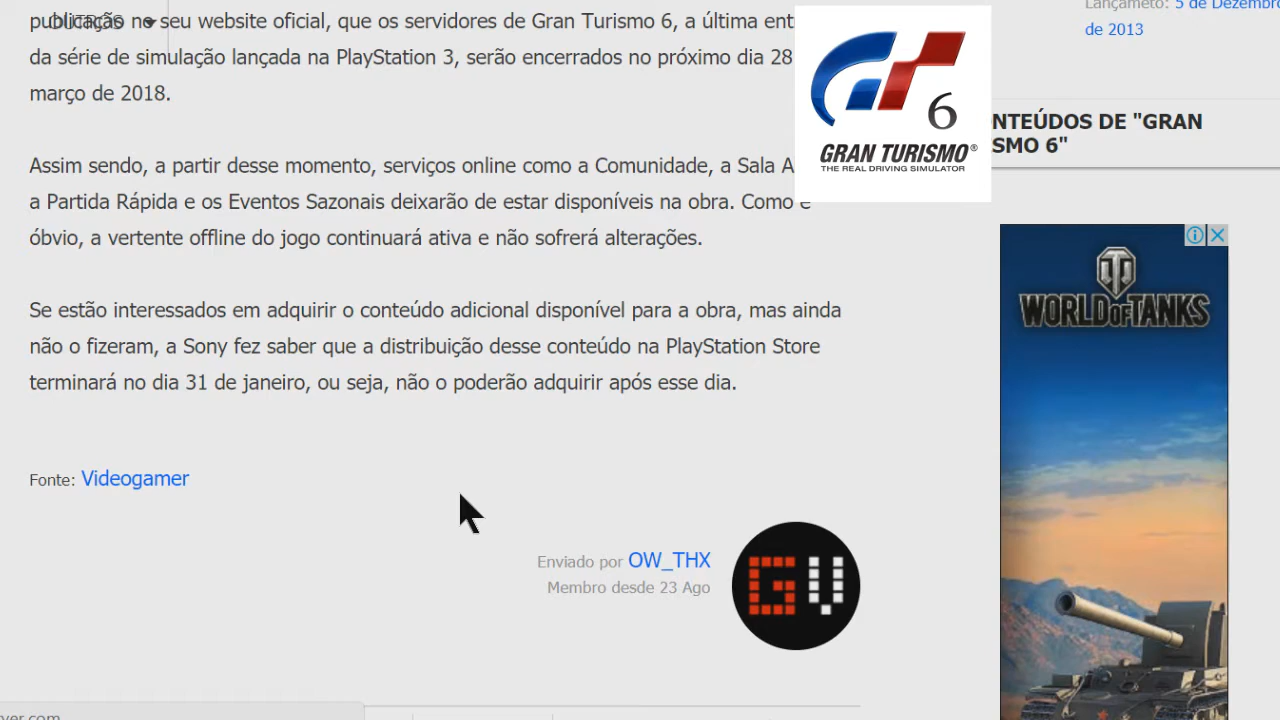 OUTROS
publicação no seu website oficial, que os servidores de Gran Turismo 6, a última
da série de simulação lançada na PlayStation 3, serão encerrados no próximo dia 28
março de 2018.
Assim sendo, a partir desse momento, serviços online como a Comunidade, a Sala
a Partida Rápida e os Eventos Sazonais deixarão de estar disponíveis na obra. Como é
óbvio, a vertente offline do jogo continuará ativa e não sofrerá alterações.
Se estão interessados em adquirir o conteúdo adicional disponível para a obra, mas ainda
não o fizeram, a Sony fez saber que a distribuição desse conteúdo na PlayStation Store
terminará no dia 31 de janeiro, ou seja, não o poderão adquirir após esse dia.
Fonte: Videogamer
Enviado por OW_THX
Membro desde 23 Ago
GV
6
GRAN TURISMO®
THE REAL DRIVING SIMULATOR
Lançameto: 5 de Dezembro
de 2013
NTEÚDOS DE "GRAN
SMO 6"
WORLD OF TANKS
ver.com